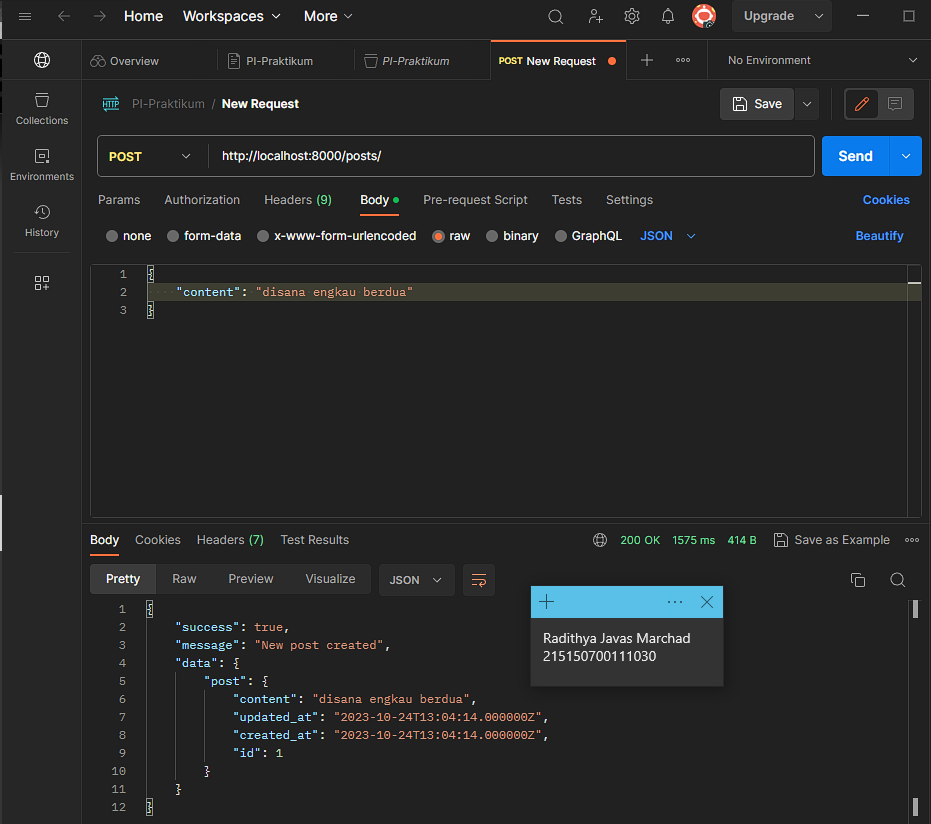 Home Workspaces More Upgrade
Overview PI-Praktikum PI-Praktikum POST New Request No Environment
Collections
Environments
History
HTTP PI-Praktikum / New Request Save
POST http://localhost:8000/posts/ Send
Params Authorization Headers (9) Body Pre-request Script Tests Settings Cookies
none form-data x-www-form-urlencoded raw binary GraphQL JSON Beautify
1 {
2 "content": "disana engkau berdua"
3 }
Body Cookies Headers (7) Test Results 200 OK 1575 ms 414 B Save as Example
Pretty Raw Preview Visualize JSON
1 {
2 "success": true,
3 "message": "New post created",
4 "data": {
5 "post": {
6 "content": "disana engkau berdua",
7 "updated_at": "2023-10-24T13:04:14.000000Z",
8 "created_at": "2023-10-24T13:04:14.000000Z",
9 "id": 1
10 }
11 }
12 }
Radithya Javas Marchad
215150700111030